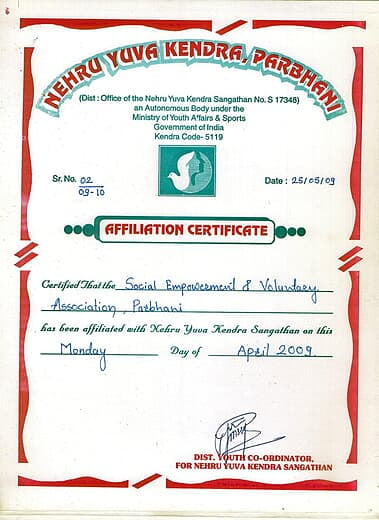 NEHRU YUVA KENDRA, PARBHANI
(Dist : Office of the Nehru Yuva Kendra Sangathan No. S 17348)
an Autonomous Body under the
Ministry of Youth Affairs & Sports
Government of India
Kendra Code- 5119
Sr. No. 02
09-10
Date : 25/05/09
AFFILIATION CERTIFICATE
Certified That the Social Empowerment & Voluntary
Association, Parbhani
has been affiliated with Nehru Yuva Kendra Sangathan on this
Monday Day of April 2009.
DIST. YOUTH CO-ORDINATOR,
FOR NEHRU YUVA KENDRA SANGATHAN